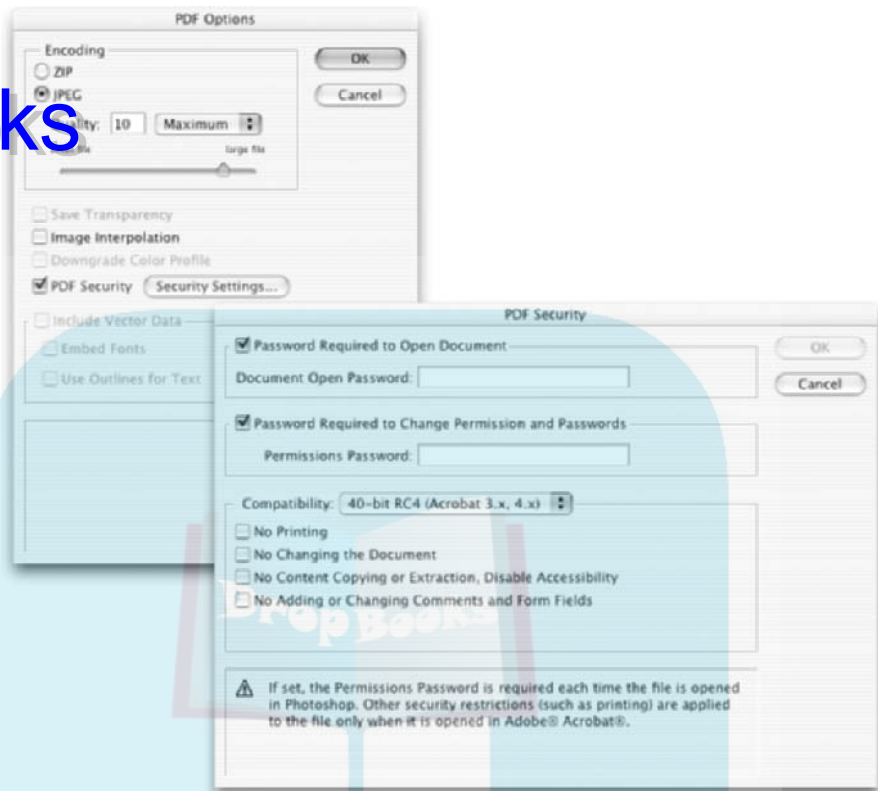 PDF Options
Encoding
ZIP
JPEG
OK
Cancel
ks
Quality: 10 Maximum
small file large file
Save Transparency
Image Interpolation
Downgrade Color Profile
PDF Security Security Settings...
Include Vector Data
Embed Fonts
Use Outlines for Text
PDF Security
Password Required to Open Document
Document Open Password:
OK
Cancel
Password Required to Change Permission and Passwords
Permissions Password:
Compatibility: 40-bit RC4 (Acrobat 3.x, 4.x)
No Printing
No Changing the Document
No Content Copying or Extraction, Disable Accessibility
No Adding or Changing Comments and Form Fields
Drop Books
If set, the Permissions Password is required each time the file is opened
in Photoshop. Other security restrictions (such as printing) are applied
to the file only when it is opened in Adobe® Acrobat®.